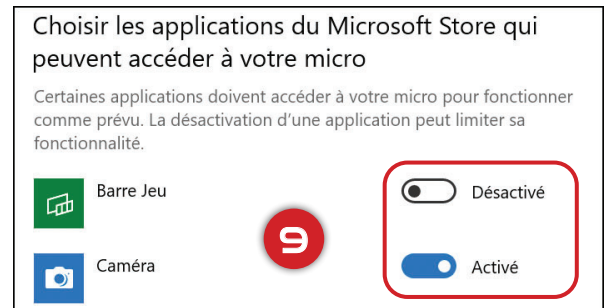 Choisir les applications du Microsoft Store qui
peuvent accéder à votre micro
Certaines applications doivent accéder à votre micro pour fonctionner
comme prévu. La désactivation d'une application peut limiter sa
fonctionnalité.
Barre Jeu
Désactivé
9
Caméra
Activé